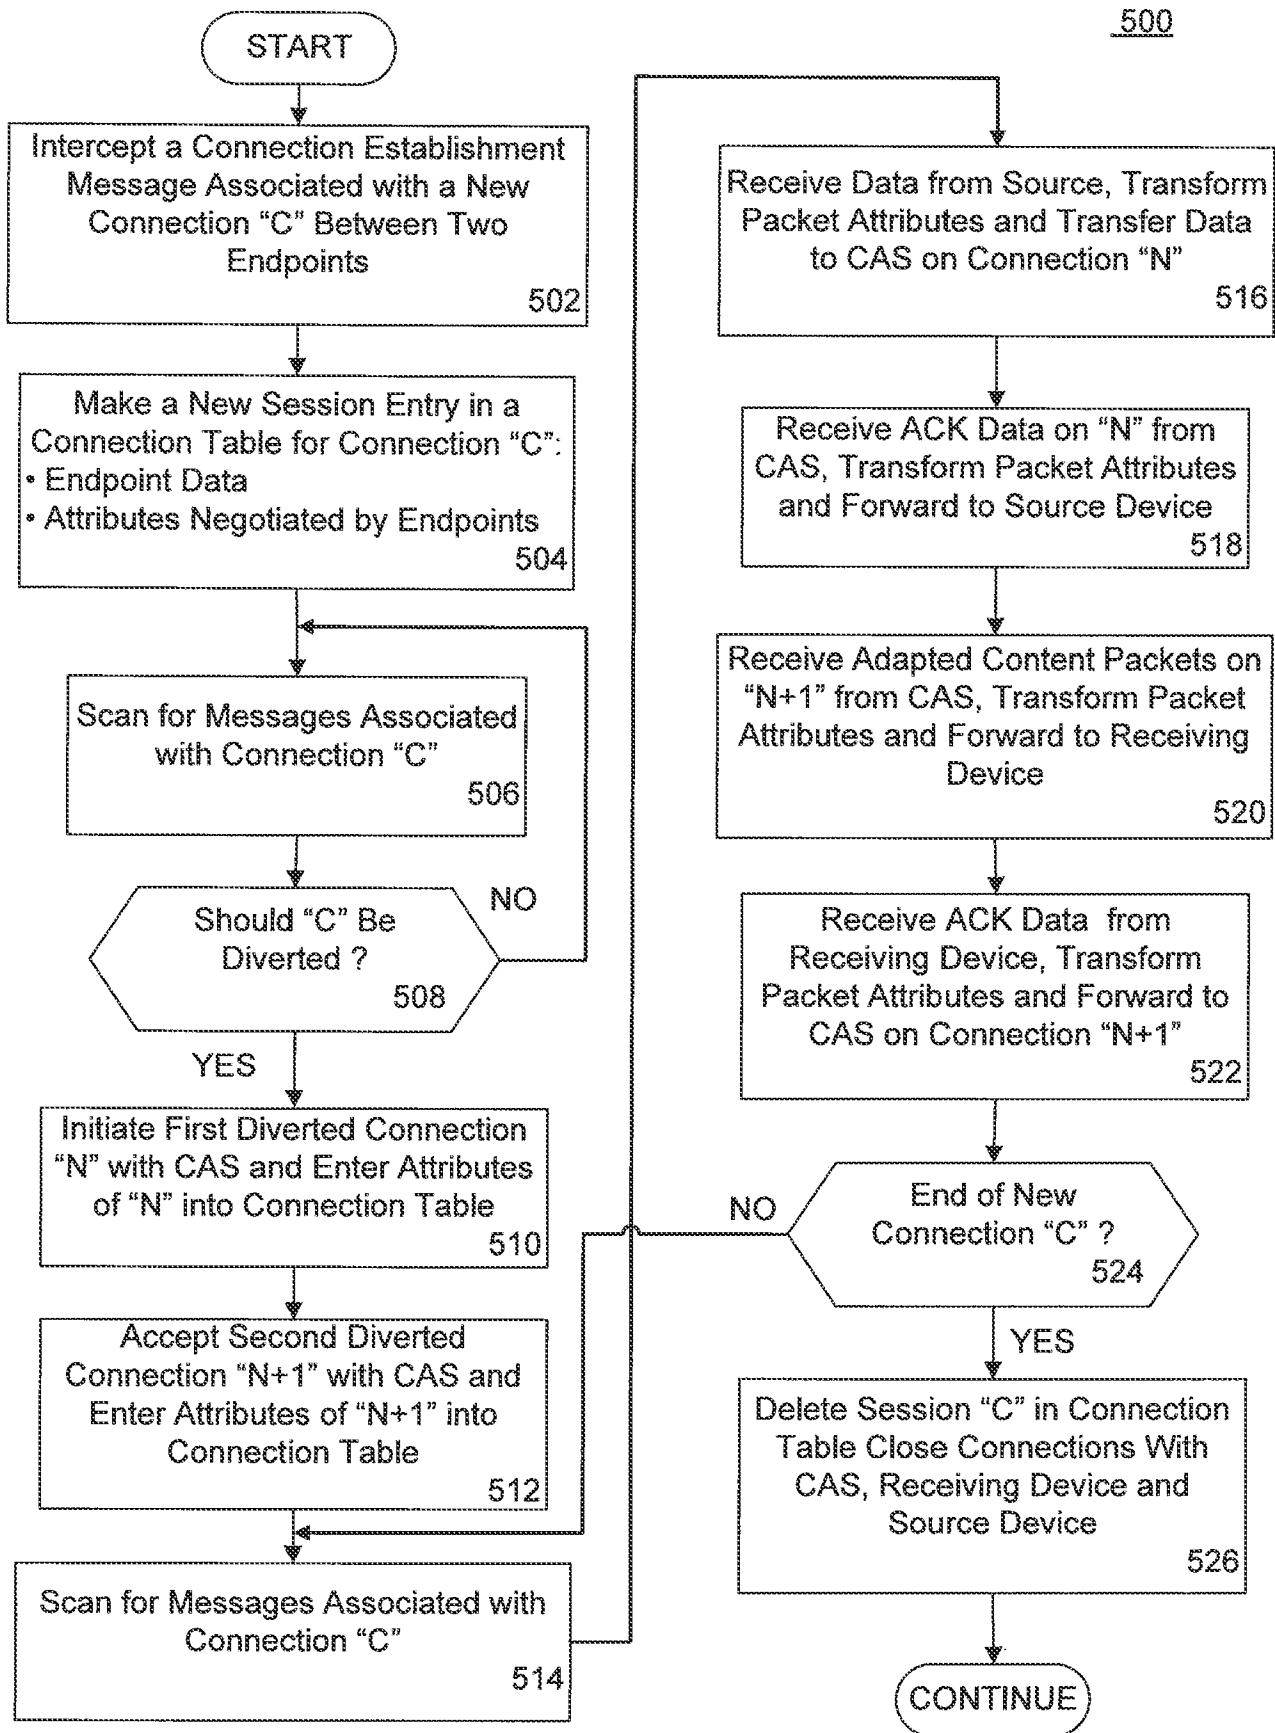 500
START
Intercept a Connection Establishment
Message Associated with a New
Connection “C” Between Two
Endpoints
502
Make a New Session Entry in a
Connection Table for Connection “C”:
• Endpoint Data
• Attributes Negotiated by Endpoints
504
Scan for Messages Associated
with Connection “C”
506
Should “C” Be
Diverted ?
508
NO
YES
Initiate First Diverted Connection
“N” with CAS and Enter Attributes
of “N” into Connection Table
510
Accept Second Diverted
Connection “N+1” with CAS and
Enter Attributes of “N+1” into
Connection Table
512
Scan for Messages Associated with
Connection “C”
514
Receive Data from Source, Transform
Packet Attributes and Transfer Data
to CAS on Connection “N”
516
Receive ACK Data on “N” from
CAS, Transform Packet Attributes
and Forward to Source Device
518
Receive Adapted Content Packets on
“N+1” from CAS, Transform Packet
Attributes and Forward to Receiving
Device
520
Receive ACK Data from
Receiving Device, Transform
Packet Attributes and Forward to
CAS on Connection “N+1”
522
End of New
Connection “C” ?
524
NO
YES
Delete Session “C” in Connection
Table Close Connections With
CAS, Receiving Device and
Source Device
526
CONTINUE